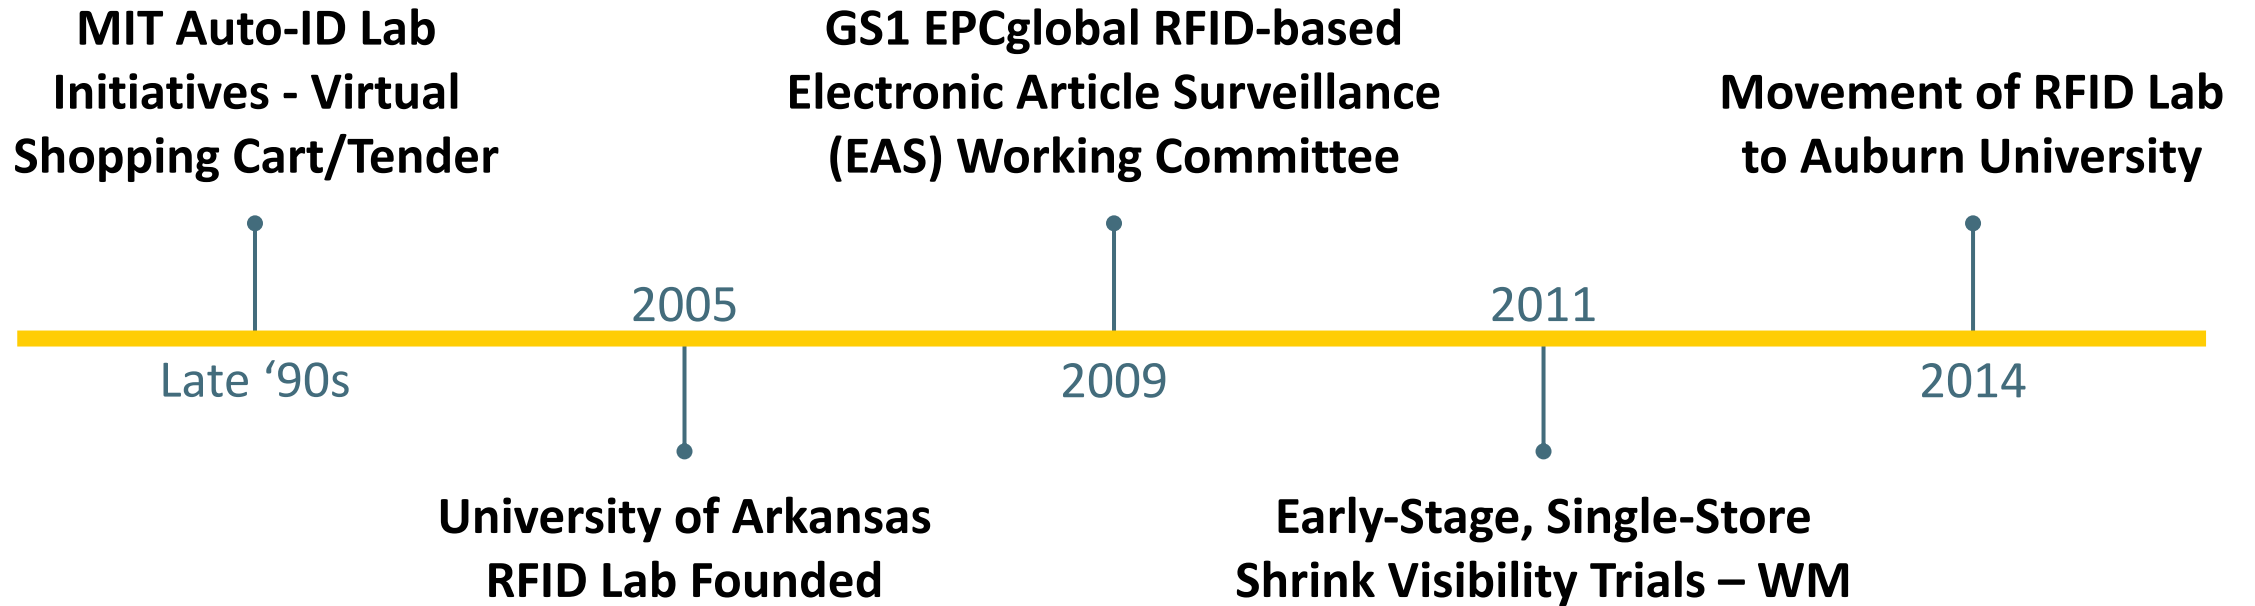 MIT Auto-ID Lab
Initiatives - Virtual
Shopping Cart/Tender
GS1 EPCglobal RFID-based
Electronic Article Surveillance
(EAS) Working Committee
Movement of RFID Lab
to Auburn University
2005
2011
Late ‘90s
2009
2014
University of Arkansas
RFID Lab Founded
Early-Stage, Single-Store
Shrink Visibility Trials – WM